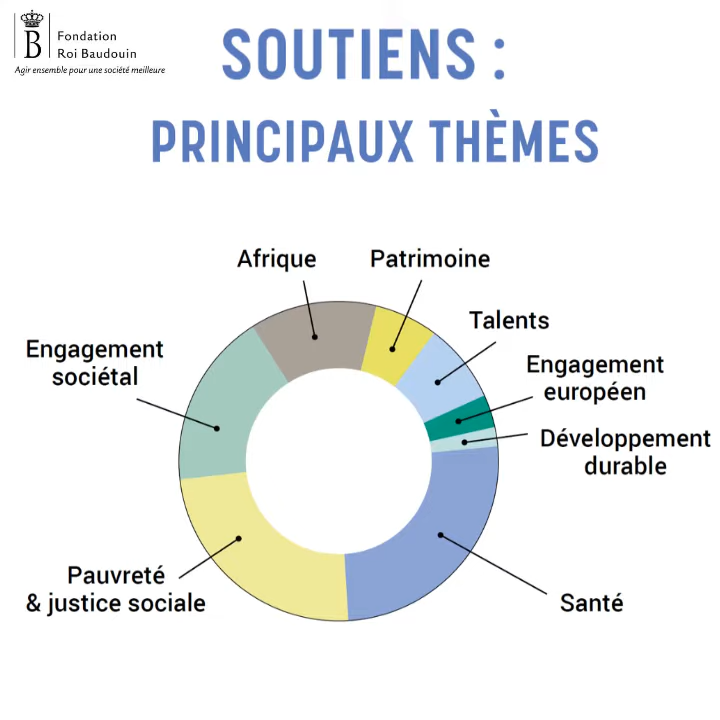 B
Fondation
Roi Baudouin
Agir ensemble pour une société meilleure
SOUTIENS :
PRINCIPAUX THÈMES
Afrique
Patrimoine
Talents
Engagement
sociétal
Engagement
européen
Développement
durable
Pauvreté
& justice sociale
Santé